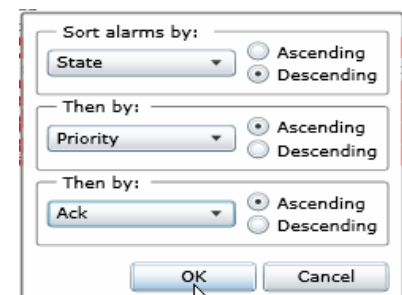 Sort alarms by:
State
Ascending
Descending
Then by:
Priority
Ascending
Descending
Then by:
Ack
Ascending
Descending
OK Cancel